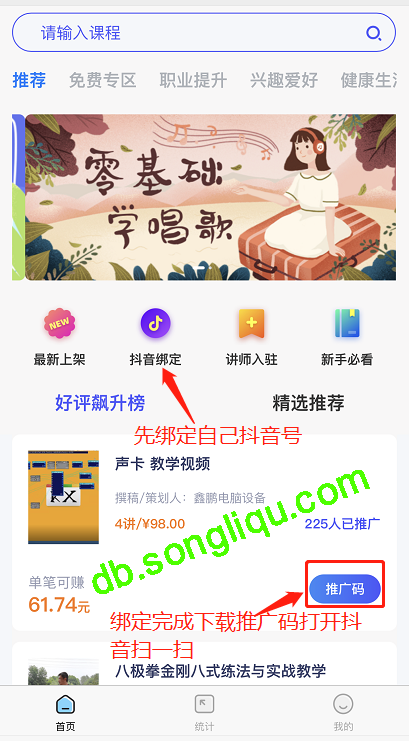 请输入课程
推荐 免费专区 职业提升 兴趣爱好 健康生活
零基础
学唱歌
NEW
最新上架 抖音绑定 讲师入驻 新手必看
好评飙升榜 精选推荐
先绑定自己抖音号
声卡 教学视频
撰稿/策划人：鑫鹏电脑设备
4讲/¥98.00 225人已推广
KX
db.songliqu.com
单笔可赚
61.74元
推广码
绑定完成下载推广码打开抖
音扫一扫
八极拳金刚八式练法与实战教学
首页 统计 我的